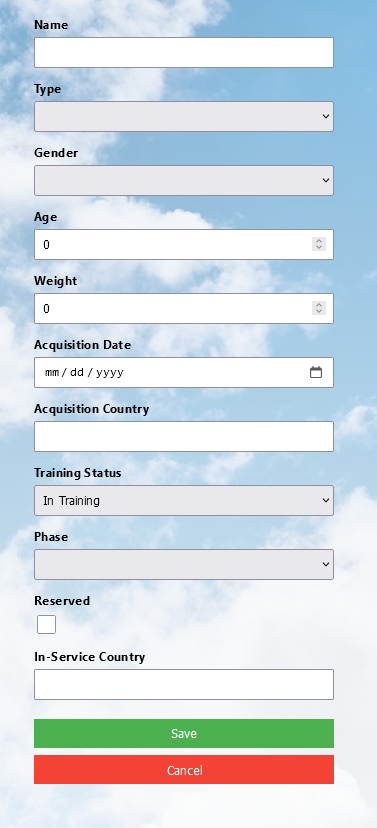 Name
Type
Gender
Age
0
Weight
0
Acquisition Date
mm / dd / yyyy
Acquisition Country
Training Status
In Training
Phase
Reserved
In-Service Country
Save
Cancel